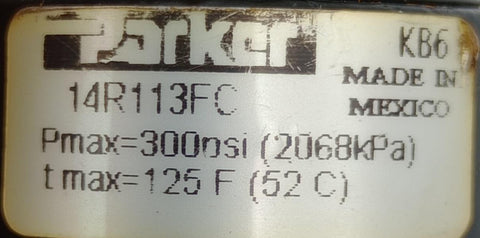 Parker
KB6
MADE IN
MEXICO
14R113FC
Pmax=300psi (2068kPa)
t max=125 F (52 C)